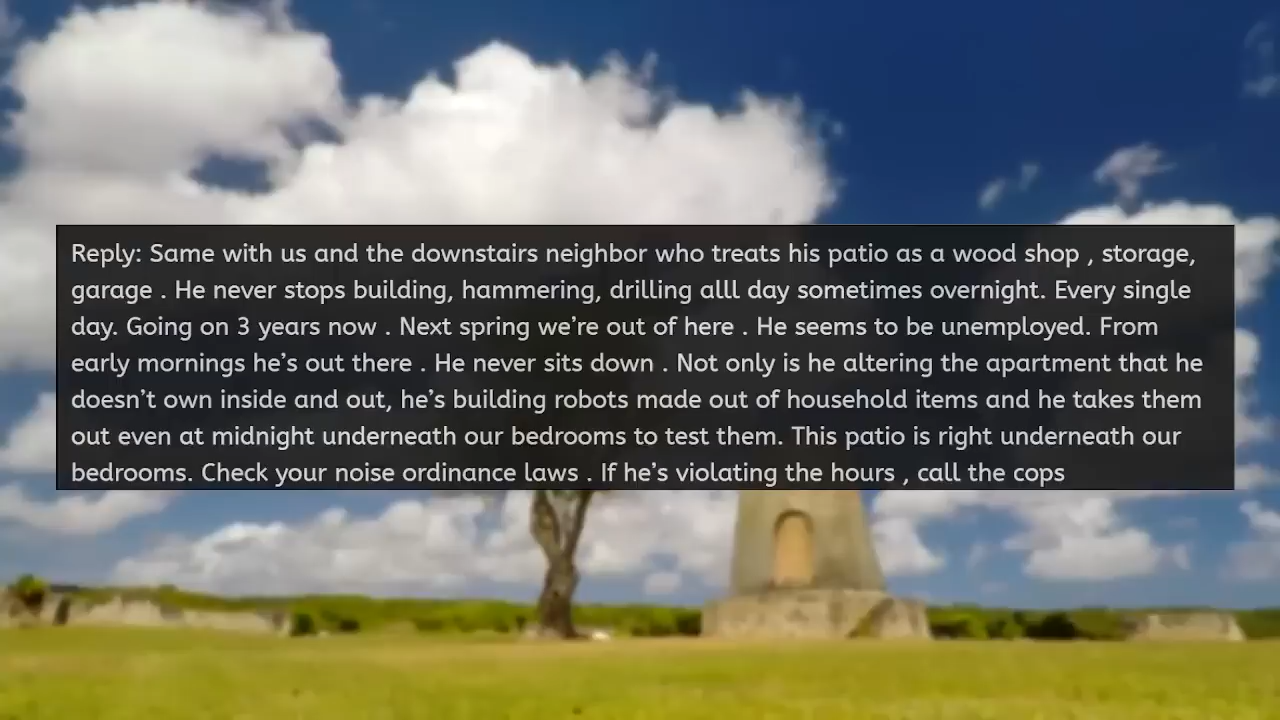 Reply: Same with us and the downstairs neighbor who treats his patio as a wood shop , storage,
garage . He never stops building, hammering, drilling alll day sometimes overnight. Every single
day. Going on 3 years now . Next spring we’re out of here . He seems to be unemployed. From
early mornings he’s out there . He never sits down . Not only is he altering the apartment that he
doesn’t own inside and out, he’s building robots made out of household items and he takes them
out even at midnight underneath our bedrooms to test them. This patio is right underneath our
bedrooms. Check your noise ordinance laws . If he’s violating the hours , call the cops